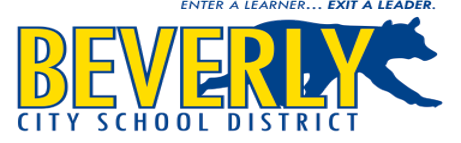 ENTER A LEARNER... EXIT A LEADER.
BEVERLY
CITY SCHOOL DISTRICT